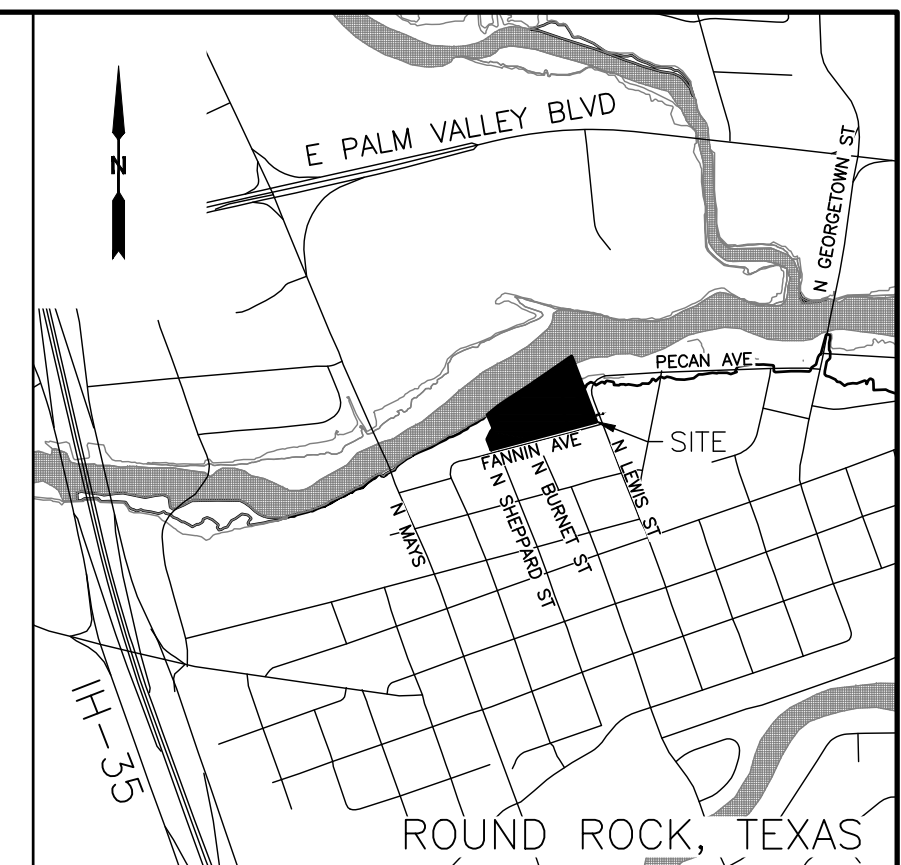 E PALM VALLEY BLVD
N
N GEORGETOWN ST
PECAN AVE
SITE
FANNIN AVE
N LEWIS ST
N BURNET ST
N SHEPPARD ST
N MAYS
IH-35
ROUND ROCK, TEXAS